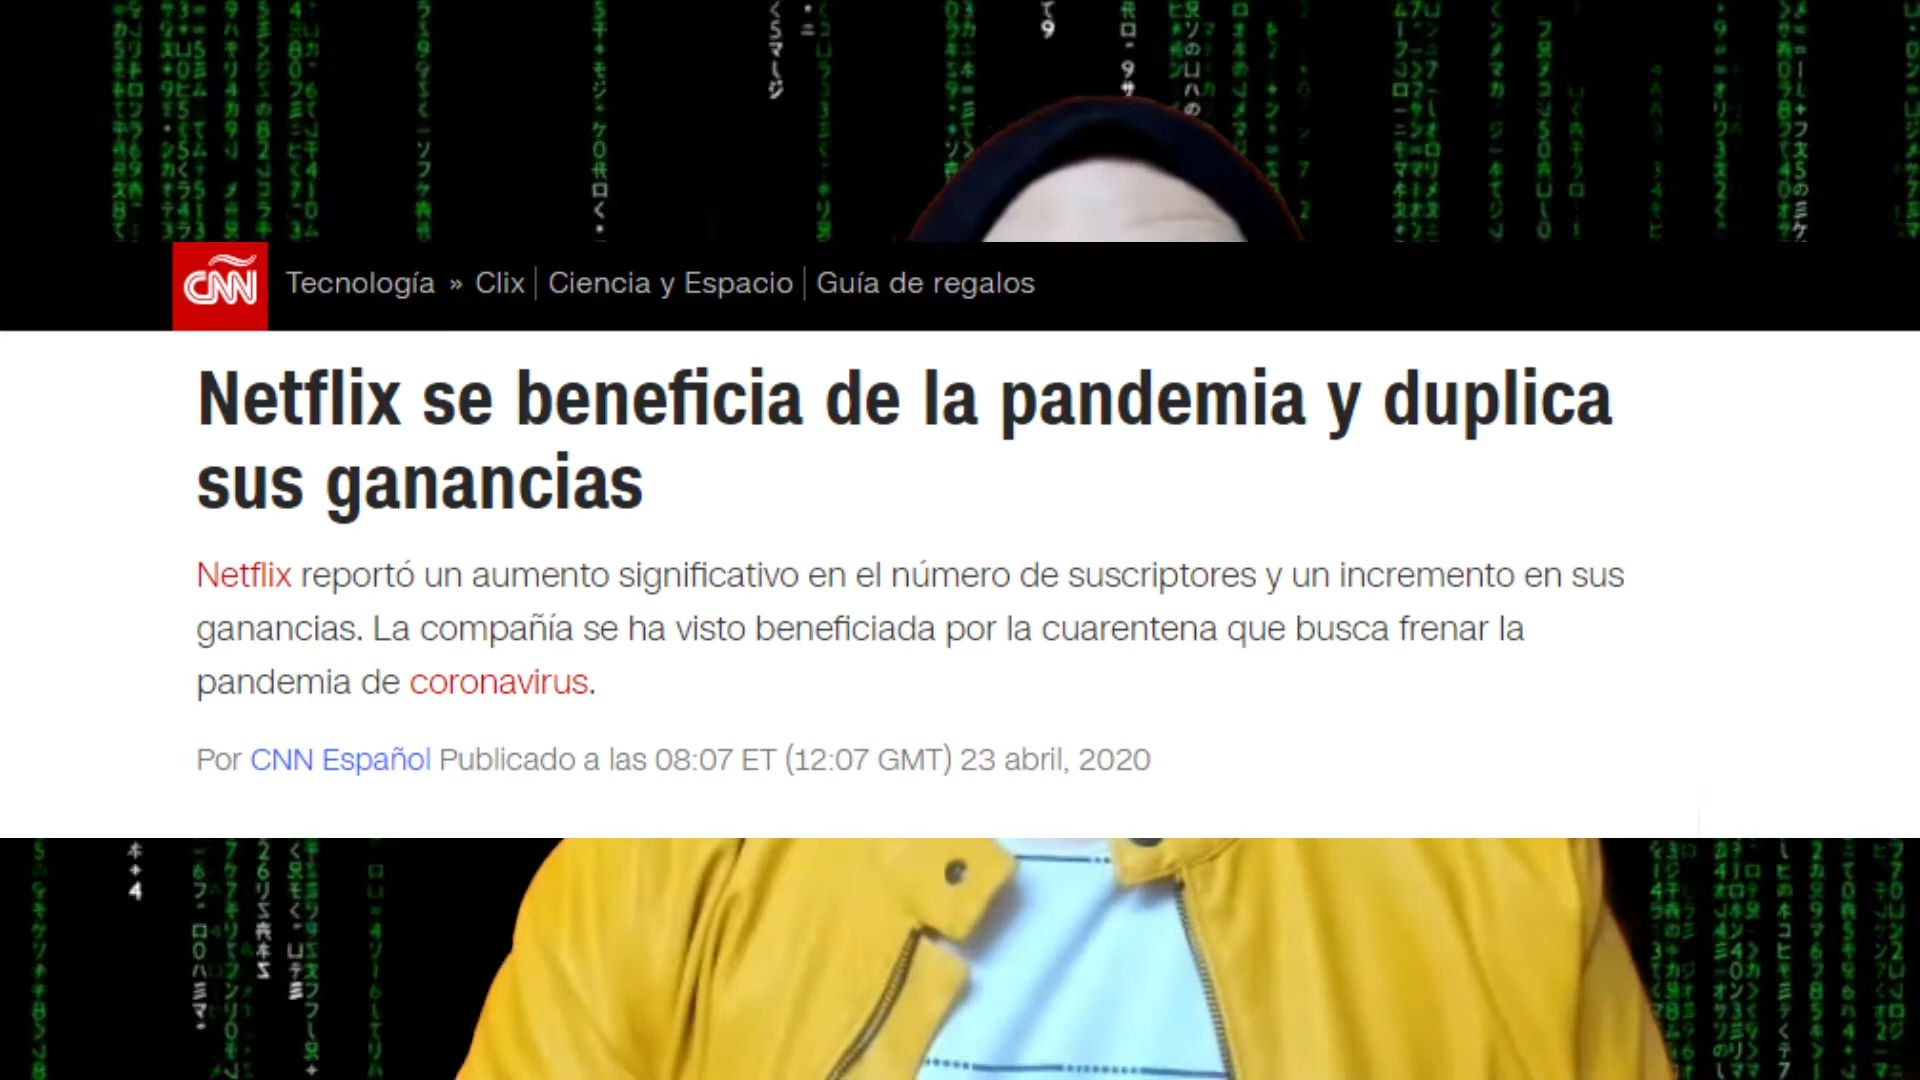 CNN Tecnología » Clix | Ciencia y Espacio | Guía de regalos
Netflix se beneficia de la pandemia y duplica
sus ganancias
Netflix reportó un aumento significativo en el número de suscriptores y un incremento en sus
ganancias. La compañía se ha visto beneficiada por la cuarentena que busca frenar la
pandemia de coronavirus.
Por CNN Español Publicado a las 08:07 ET (12:07 GMT) 23 abril, 2020